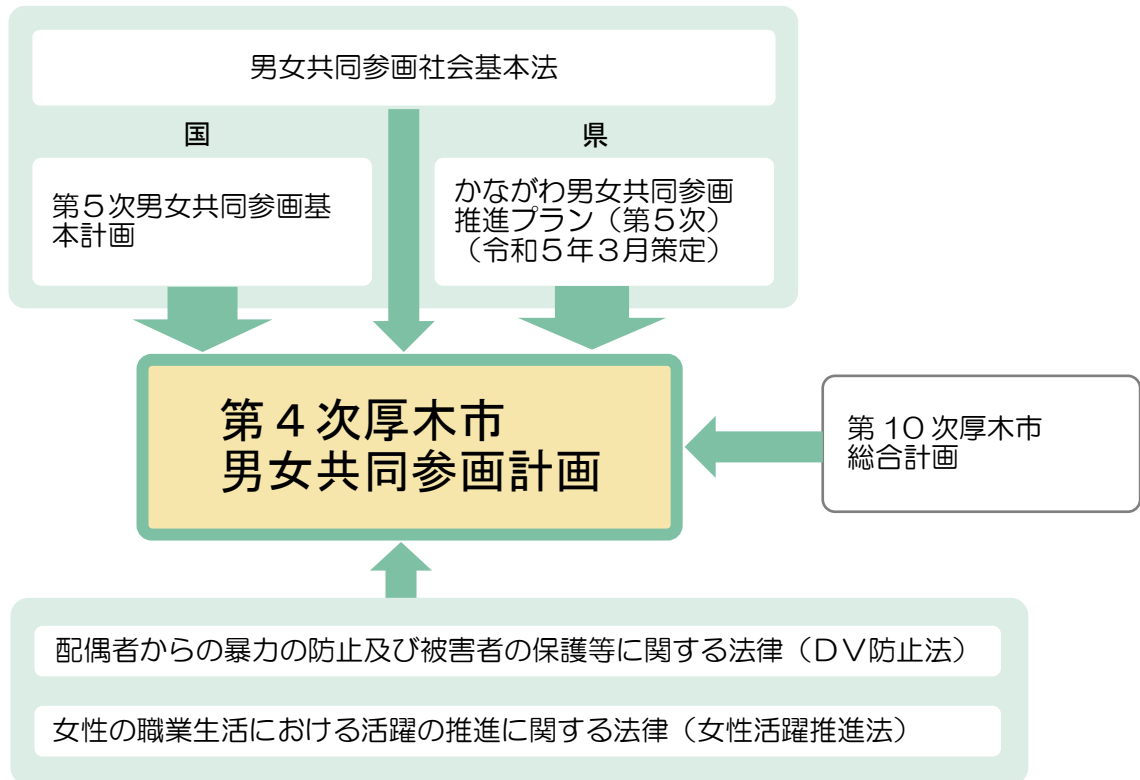 男女共同参画社会基本法
国
県
第５次男女共同参画基
本計画
かながわ男女共同参画
推進プラン（第５次）
（令和５年３月策定）
第４次厚木市
男女共同参画計画
第 10 次厚木市
総合計画
配偶者からの暴力の防止及び被害者の保護等に関する法律（ＤＶ防止法）
女性の職業生活における活躍の推進に関する法律（女性活躍推進法）